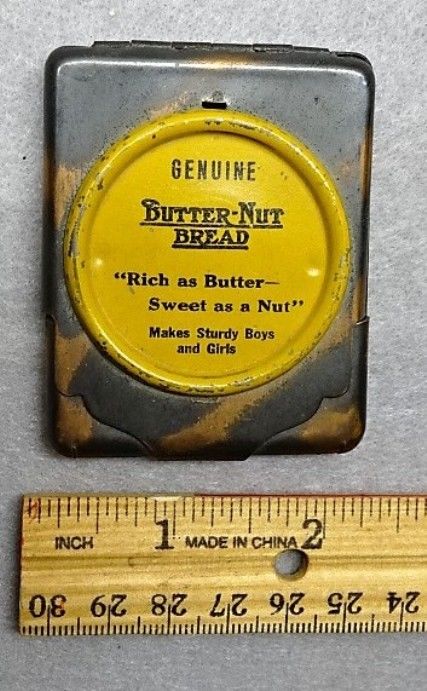 GENUINE
BUTTER-NUT
BREAD
“Rich as Butter—
Sweet as a Nut”
Makes Sturdy Boys
and Girls
INCH 1 MADE IN CHINA 2
30 29 28 27 26 25 24